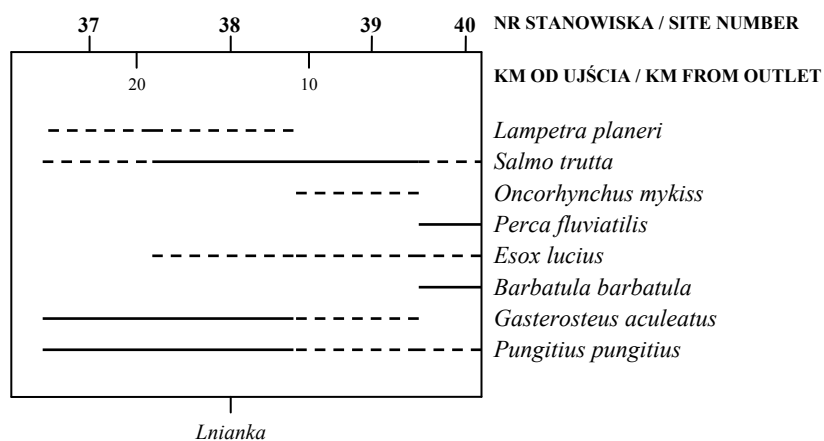 37 38 39 40 NR STANOWISKA / SITE NUMBER
KM OD UJŚCIA / KM FROM OUTLET
20 10
Lampetra planeri
Salmo trutta
Oncorhynchus mykiss
Perca fluviatilis
Esox lucius
Barbatula barbatula
Gasterosteus aculeatus
Pungitius pungitius
Lnianka